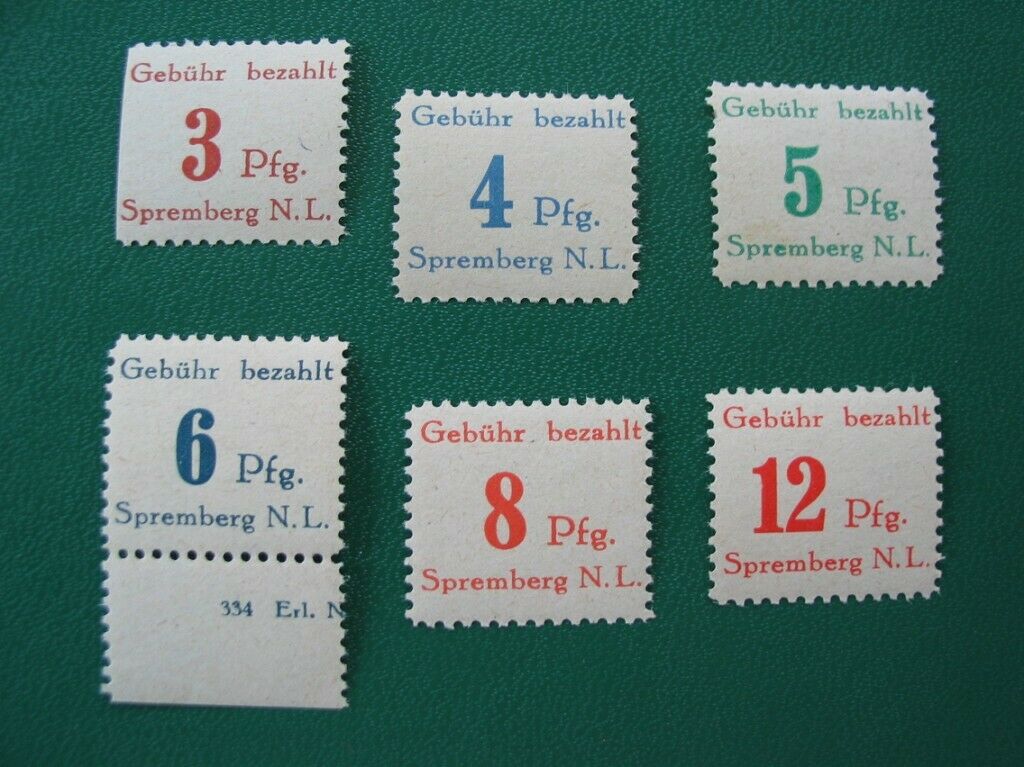 Gebühr bezahlt
3 Pfg.
Spremberg N.L.
Gebühr bezahlt
4 Pfg.
Spremberg N.L.
Gebühr bezahlt
5 Pfg.
Spremberg N.L.
Gebühr bezahlt
6 Pfg.
Spremberg N.L.
334 Erl. N
Gebühr bezahlt
8 Pfg.
Spremberg N.L.
Gebühr bezahlt
12 Pfg.
Spremberg N.L.